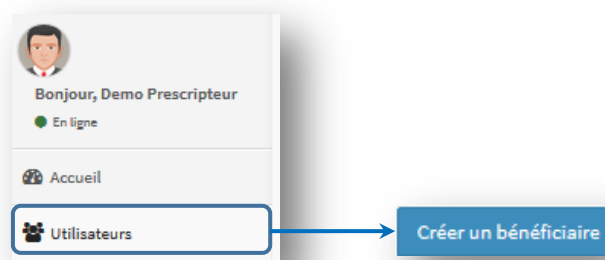 Bonjour, Demo Prescripteur
En ligne
Accueil
Utilisateurs
Créer un bénéficiaire